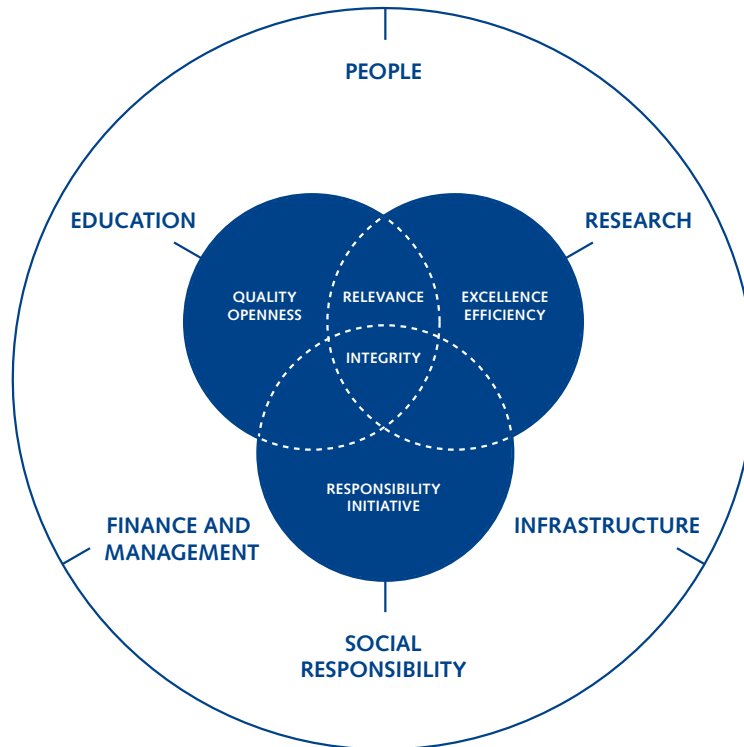 PEOPLE
EDUCATION
RESEARCH
QUALITY
OPENNESS
RELEVANCE
EXCELLENCE
EFFICIENCY
INTEGRITY
RESPONSIBILITY
INITIATIVE
FINANCE AND
MANAGEMENT
INFRASTRUCTURE
SOCIAL
RESPONSIBILITY